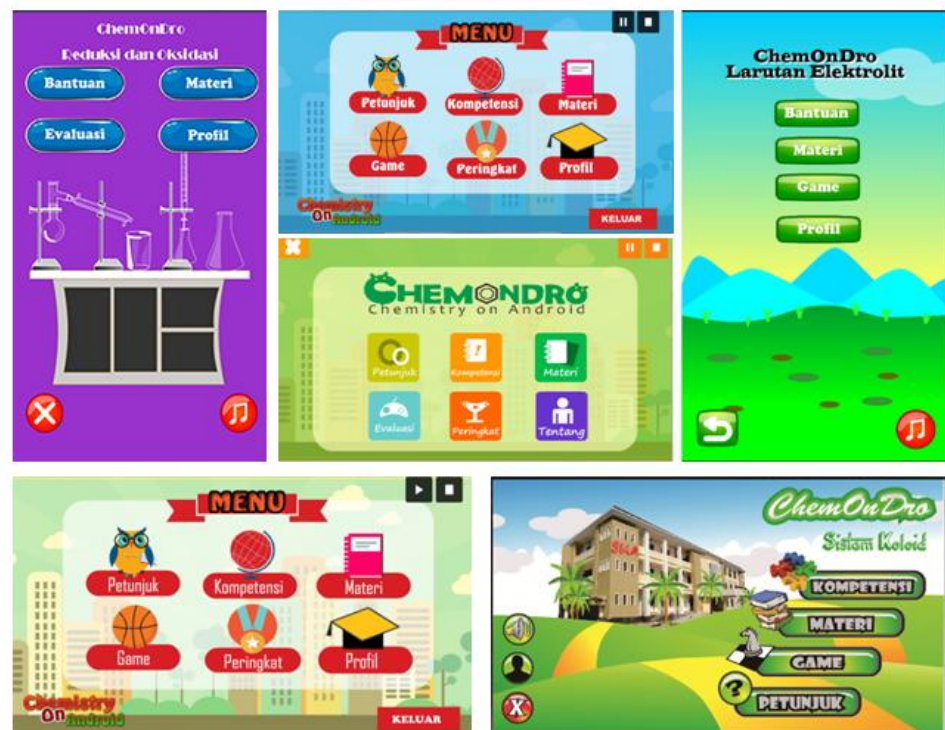 ChemOnDro
Reduksi dan Oksidasi
Bantuan Materi
Evaluasi Profil
MENU
Petunjuk Kompetensi Materi
Game Peringkat Profil
Chemistry
On Android
KELUAR
CHEMONDRO
Chemistry on Android
Petunjuk Kompetensi Materi
Evaluasi Peringkat Tentang
ChemOnDro
Larutan Elektrolit
Bantuan
Materi
Game
Profil
MENU
Petunjuk Kompetensi Materi
Game Peringkat Profil
Chemistry
On Android
KELUAR
ChemOnDro
Sistem Koloid
SMA
KOMPETENSI
MATERI
GAME
? PETUNJUK